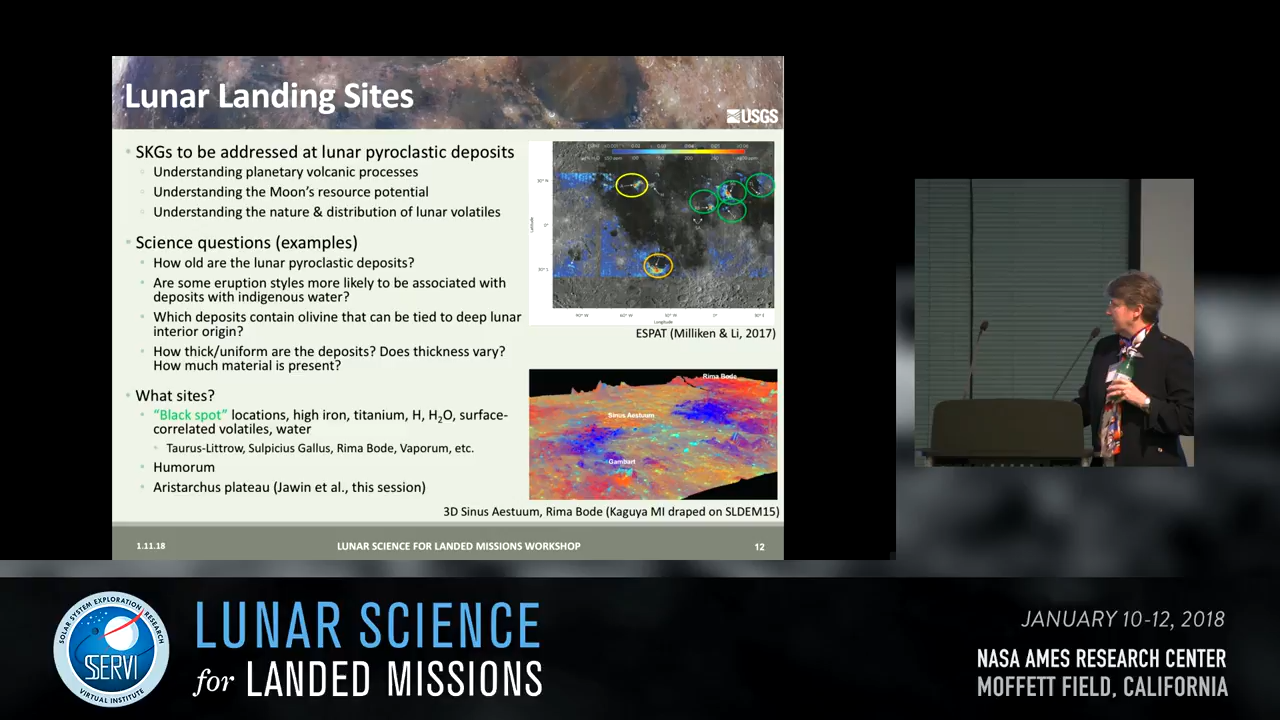 Lunar Landing Sites
USGS
SKGs to be addressed at lunar pyroclastic deposits
Understanding planetary volcanic processes
Understanding the Moon's resource potential
Understanding the nature & distribution of lunar volatiles
Science questions (examples)
How old are the lunar pyroclastic deposits?
Are some eruption styles more likely to be associated with
deposits with indigenous water?
Which deposits contain olivine that can be tied to deep lunar
interior origin?
How thick/uniform are the deposits? Does thickness vary?
How much material is present?
What sites?
"Black spot" locations, high iron, titanium, H, H₂O, surface-
correlated volatiles, water
Taurus-Littrow, Sulpicius Gallus, Rima Bode, Vaporum, etc.
Humorum
Aristarchus plateau (Jawin et al., this session)
Latitude
Longitude
ESPAT (Milliken & Li, 2017)
Rima Bode
Sinus Aestuum
Gambart
3D Sinus Aestuum, Rima Bode (Kaguya MI draped on SLDEM15)
1.11.18
LUNAR SCIENCE FOR LANDED MISSIONS WORKSHOP
12
SOLAR SYSTEM EXPLORATION RESEARCH
SSERVI
VIRTUAL INSTITUTE
LUNAR SCIENCE
for LANDED MISSIONS
JANUARY 10-12, 2018
NASA AMES RESEARCH CENTER
MOFFETT FIELD, CALIFORNIA